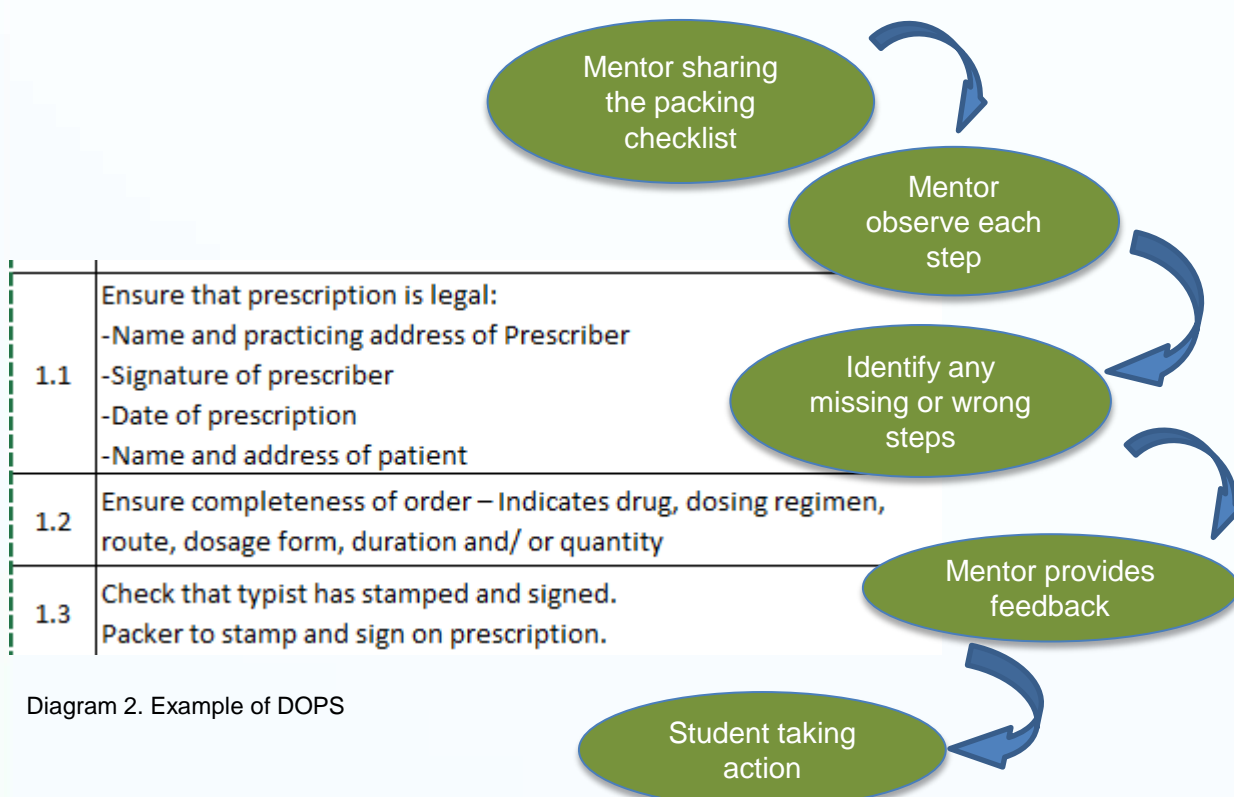 Mentor sharing
the packing
checklist
Mentor
observe each
step
Identify any
missing or wrong
steps
Mentor provides
feedback
Student taking
action
1.1
Ensure that prescription is legal:
-Name and practicing address of Prescriber
-Signature of prescriber
-Date of prescription
-Name and address of patient
1.2
Ensure completeness of order – Indicates drug, dosing regimen,
route, dosage form, duration and/ or quantity
1.3
Check that typist has stamped and signed.
Packer to stamp and sign on prescription.
Diagram 2. Example of DOPS